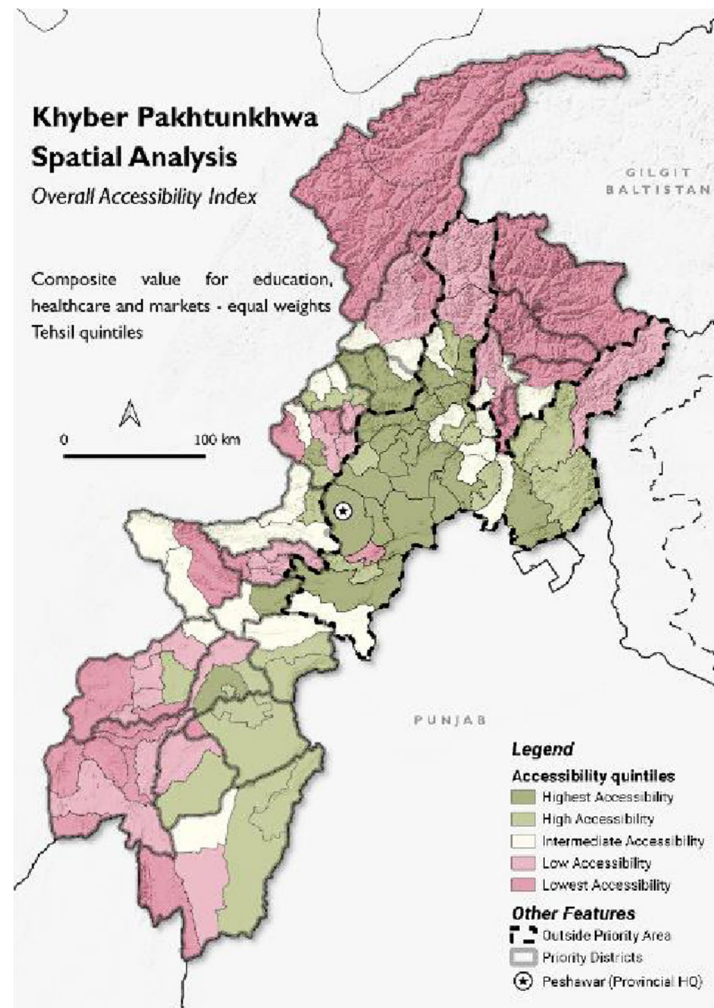 Khyber Pakhtunkhwa
Spatial Analysis
Overall Accessibility Index
GILGIT
BALTISTAN
Composite value for education,
healthcare and markets - equal weights
Tehsil quintiles
0 100 km
PUNJAB
Legend
Accessibility quintiles
Highest Accessibility
High Accessibility
Intermediate Accessibility
Low Accessibility
Lowest Accessibility
Other Features
Outside Priority Area
Priority Districts
Peshawar (Provincial HQ)